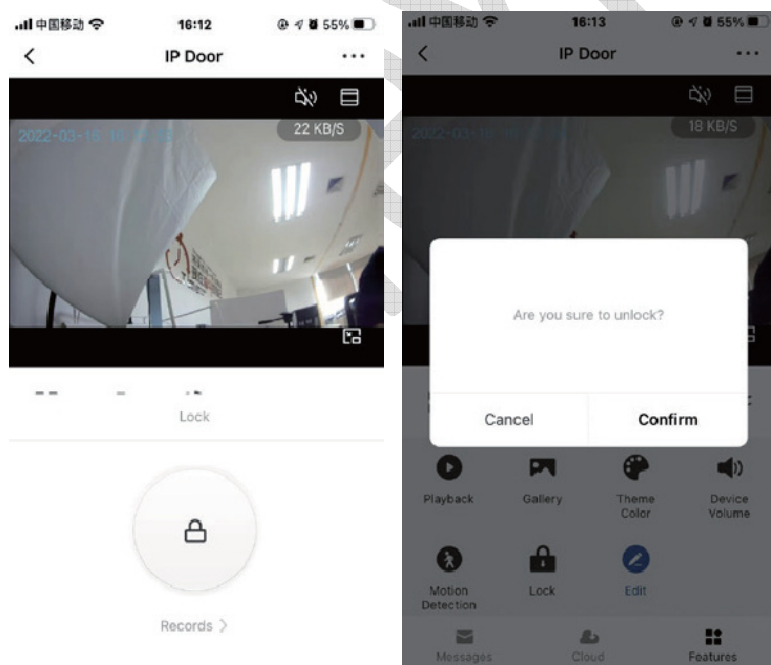 中国移动
16:12
55%
IP Door
22 KB/S
Lock
Records
中国移动
16:13
55%
IP Door
18 KB/S
Are you sure to unlock?
Cancel
Confirm
Playback
Gallery
Theme
Color
Device
Volume
Motion
Detection
Lock
Edit
Messages
Cloud
Features